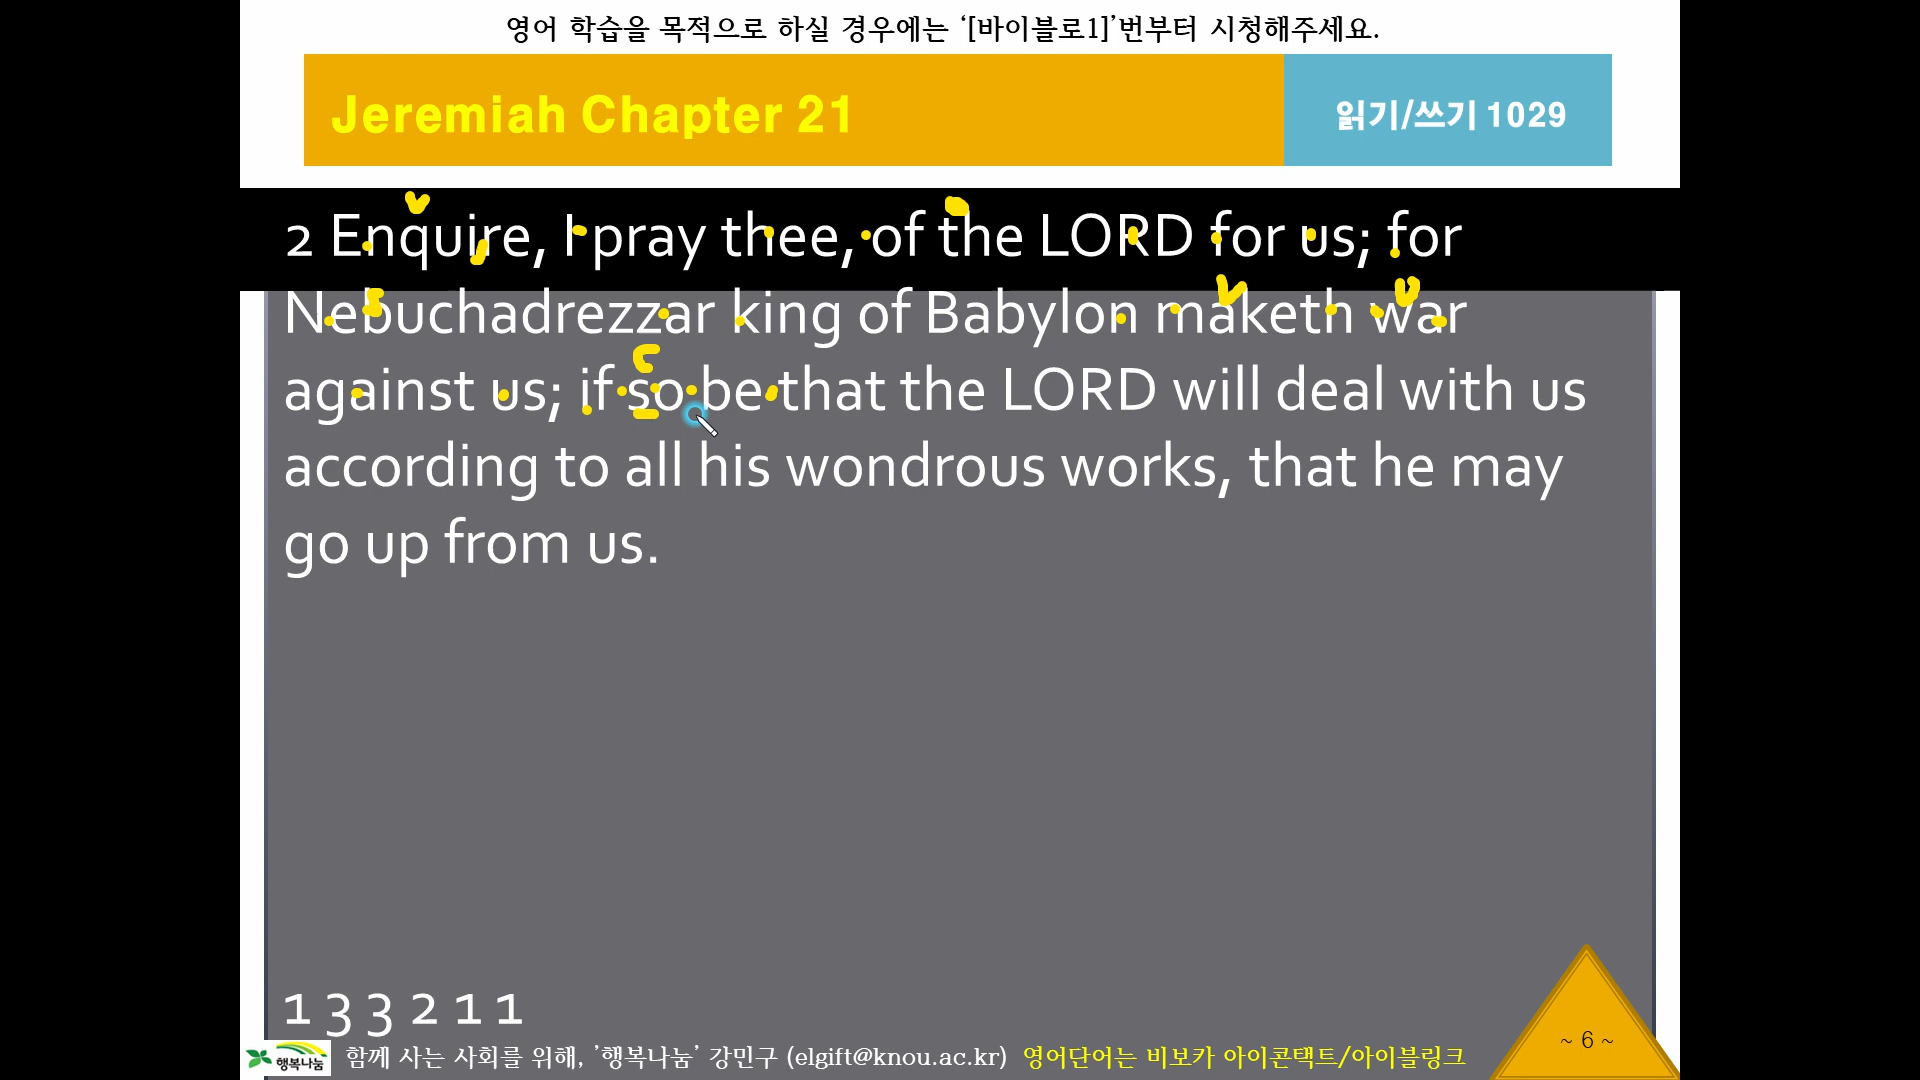 영어 학습을 목적으로 하실 경우에는 ‘[바이블로1]’번부터 시청해주세요.
Jeremiah Chapter 21
읽기/쓰기 1029
2 Enquire, I pray thee, of the LORD for us; for
Nebuchadrezzar king of Babylon maketh war
against us; if so be that the LORD will deal with us
according to all his wondrous works, that he may
go up from us.
1 3 3 2 1 1
~ 6 ~
행복나눔 함께 사는 사회를 위해, ’행복나눔’ 강민구 (elgift@knou.ac.kr) 영어단어는 비보카 아이콘택트/아이블링크